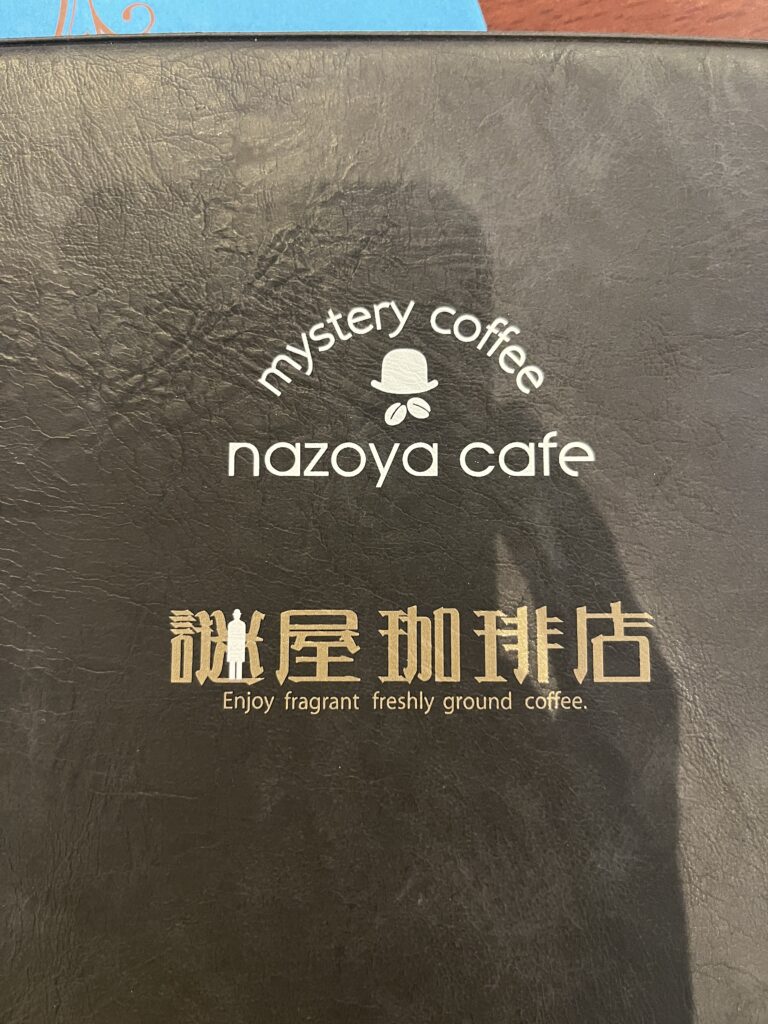 mystery coffee
nazoya cafe
謎屋珈琲店
Enjoy fragrant freshly ground coffee.